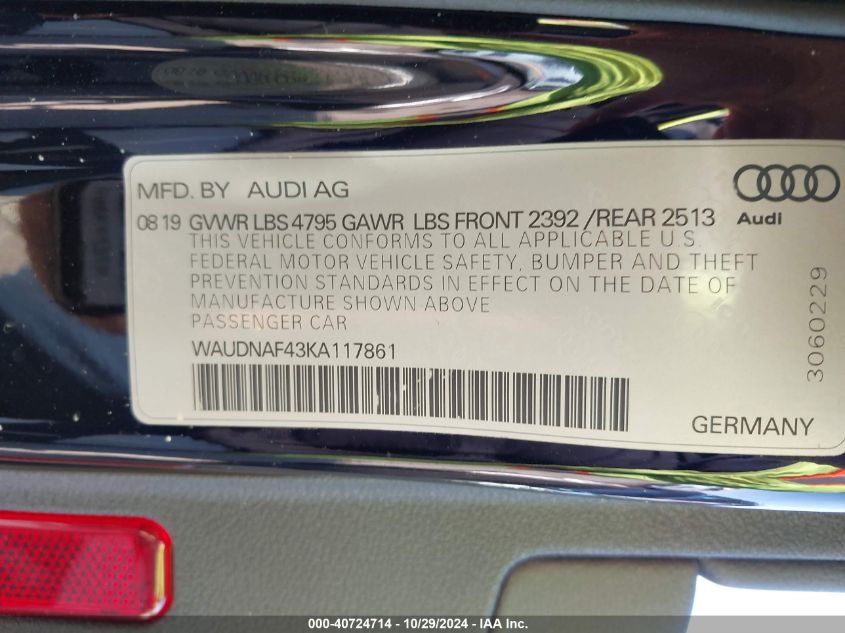 MFD. BY AUDI AG
Audi
08 19 GVWR LBS 4795 GAWR LBS FRONT 2392 /REAR 2513
THIS VEHICLE CONFORMS TO ALL APPLICABLE U.S.
FEDERAL MOTOR VEHICLE SAFETY, BUMPER AND THEFT
PREVENTION STANDARDS IN EFFECT ON THE DATE OF
MANUFACTURE SHOWN ABOVE
PASSENGER CAR
WAUDNAF43KA117861
3060229
GERMANY
000-40724714 - 10/29/2024 - IAA Inc.